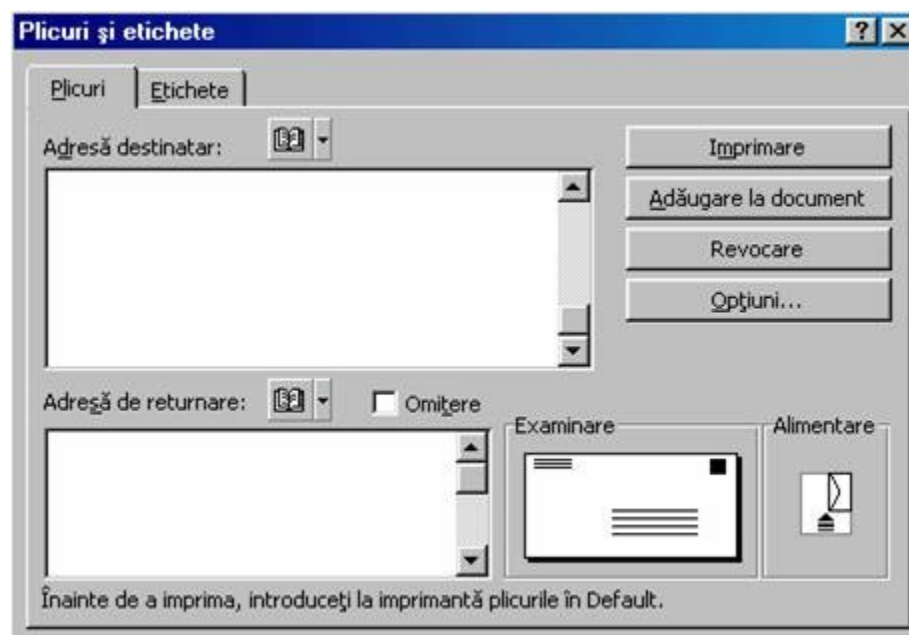 Plicuri şi etichete
Plicuri Etichete
Adresă destinatar:
Imprimare
Adăugare la document
Revocare
Opţiuni...
Adresă de returnare: Omitere
Examinare Alimentare
Înainte de a imprima, introduceţi la imprimantă plicurile în Default.